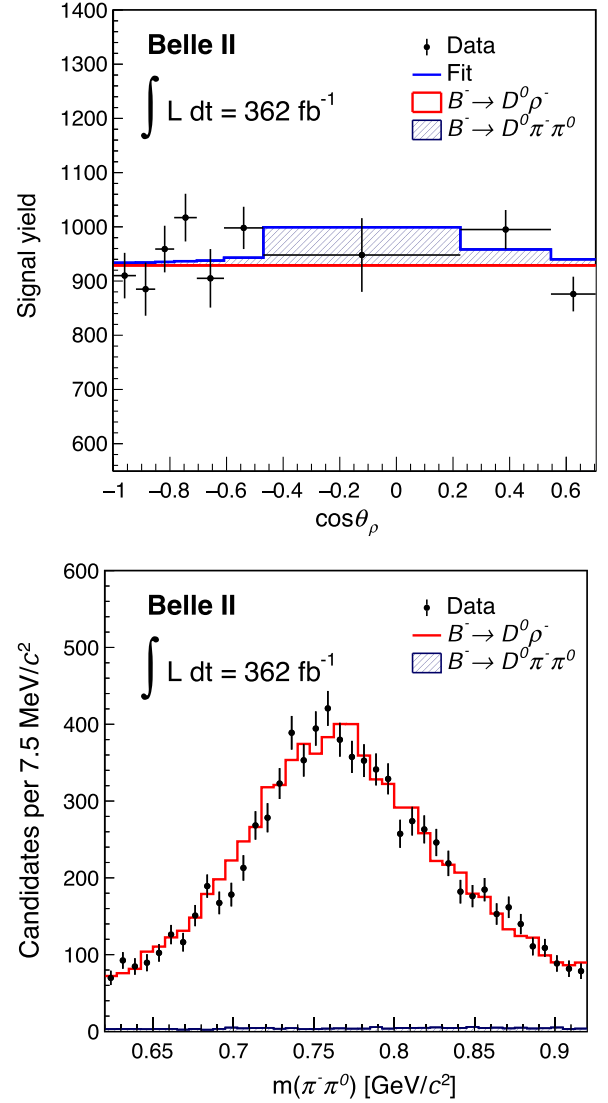 Belle II
∫ L dt = 362 fb⁻¹
Data
Fit
B⁻ → D⁰ρ⁻
B⁻ → D⁰π⁻π⁰
Signal yield
1400
1300
1200
1100
1000
900
800
700
600
−1 −0.8 −0.6 −0.4 −0.2 0 0.2 0.4 0.6
cosθρ
Belle II
∫ L dt = 362 fb⁻¹
Data
B⁻ → D⁰ρ⁻
B⁻ → D⁰π⁻π⁰
Candidates per 7.5 MeV/c²
600
500
400
300
200
100
0
0.65 0.7 0.75 0.8 0.85 0.9
m(π⁻π⁰) [GeV/c²]